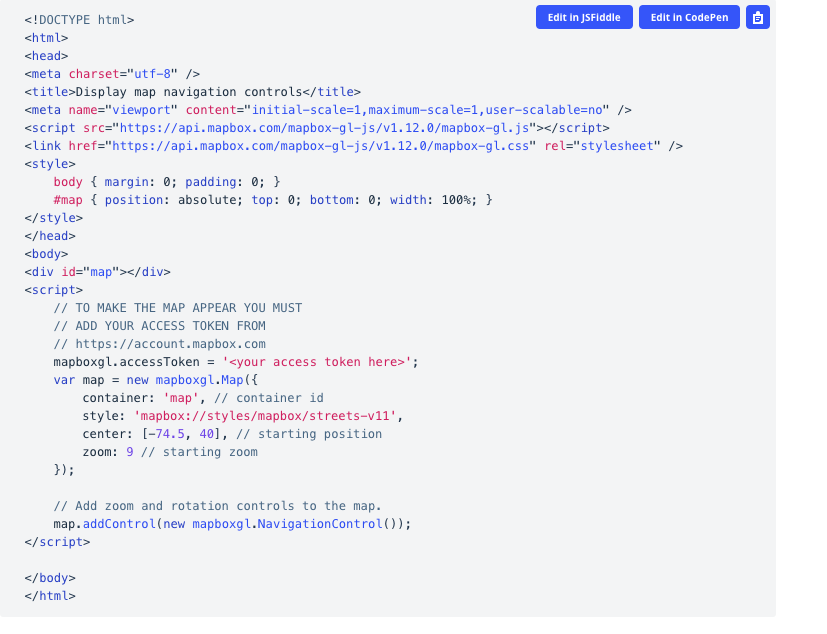 Edit in JSFiddle Edit in CodePen
<!DOCTYPE html>
<html>
<head>
<meta charset="utf-8" />
<title>Display map navigation controls</title>
<meta name="viewport" content="initial-scale=1,maximum-scale=1,user-scalable=no" />
<script src="https://api.mapbox.com/mapbox-gl-js/v1.12.0/mapbox-gl.js"></script>
<link href="https://api.mapbox.com/mapbox-gl-js/v1.12.0/mapbox-gl.css" rel="stylesheet" />
<style>
    body { margin: 0; padding: 0; }
    #map { position: absolute; top: 0; bottom: 0; width: 100%; }
</style>
</head>
<body>
<div id="map"></div>
<script>
    // TO MAKE THE MAP APPEAR YOU MUST
    // ADD YOUR ACCESS TOKEN FROM
    // https://account.mapbox.com
    mapboxgl.accessToken = '<your access token here>';
    var map = new mapboxgl.Map({
        container: 'map', // container id
        style: 'mapbox://styles/mapbox/streets-v11',
        center: [-74.5, 40], // starting position
        zoom: 9 // starting zoom
    });

    // Add zoom and rotation controls to the map.
    map.addControl(new mapboxgl.NavigationControl());
</script>

</body>
</html>